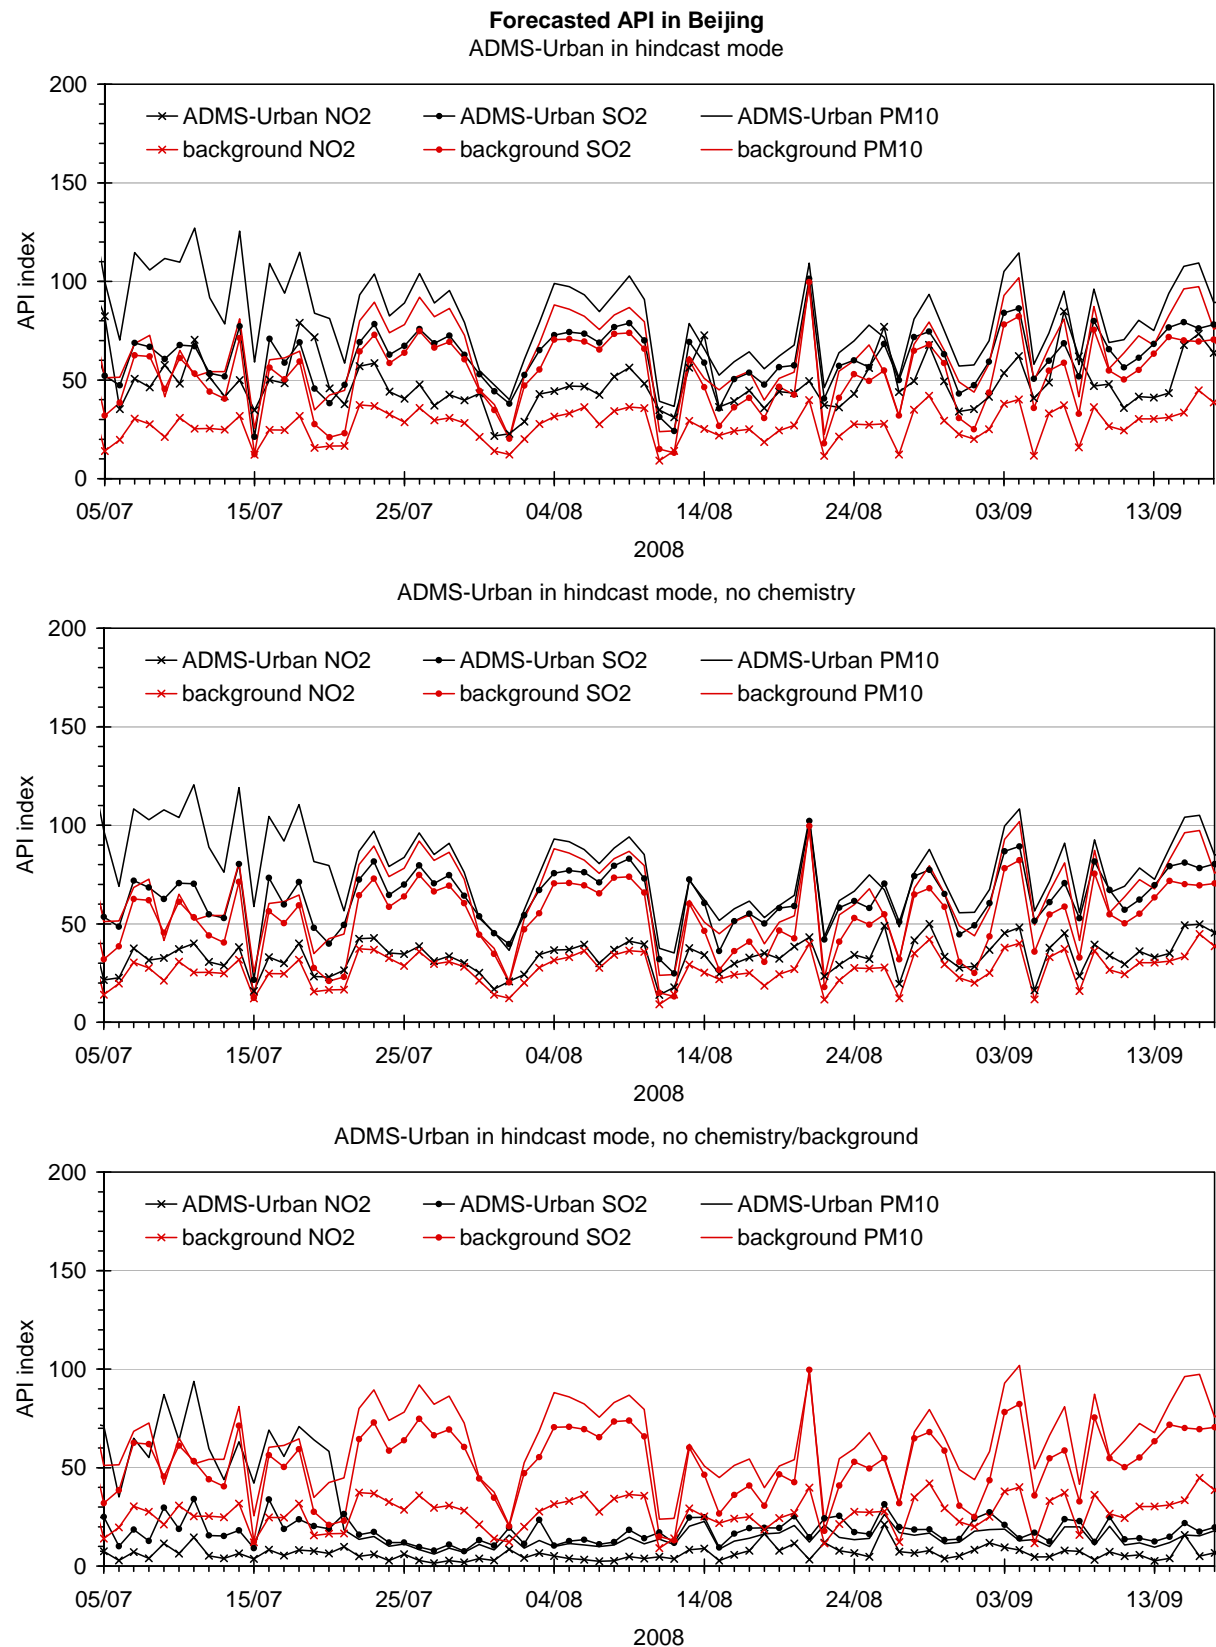 Forecasted API in Beijing
ADMS-Urban in hindcast mode
200
ADMS-Urban NO2 ADMS-Urban SO2 ADMS-Urban PM10
background NO2 background SO2 background PM10
150
API index
100
50
0
05/07 15/07 25/07 04/08 14/08 24/08 03/09 13/09
2008
ADMS-Urban in hindcast mode, no chemistry
200
ADMS-Urban NO2 ADMS-Urban SO2 ADMS-Urban PM10
background NO2 background SO2 background PM10
150
API index
100
50
0
05/07 15/07 25/07 04/08 14/08 24/08 03/09 13/09
2008
ADMS-Urban in hindcast mode, no chemistry/background
200
ADMS-Urban NO2 ADMS-Urban SO2 ADMS-Urban PM10
background NO2 background SO2 background PM10
150
API index
100
50
0
05/07 15/07 25/07 04/08 14/08 24/08 03/09 13/09
2008